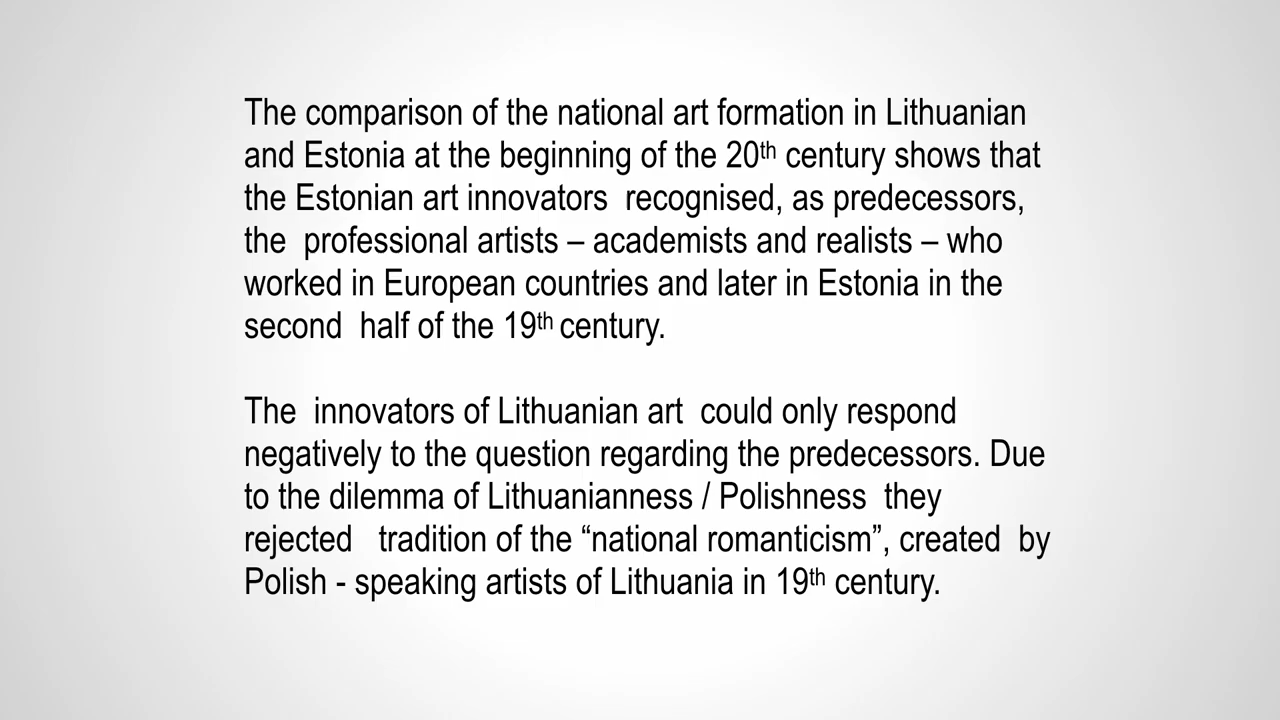 The comparison of the national art formation in Lithuanian
and Estonia at the beginning of the 20th century shows that
the Estonian art innovators  recognised, as predecessors,
the  professional artists – academists and realists – who
worked in European countries and later in Estonia in the
second  half of the 19th century.
The  innovators of Lithuanian art  could only respond
negatively to the question regarding the predecessors. Due
to the dilemma of Lithuanianness / Polishness  they
rejected   tradition of the “national romanticism”, created  by
Polish - speaking artists of Lithuania in 19th century.